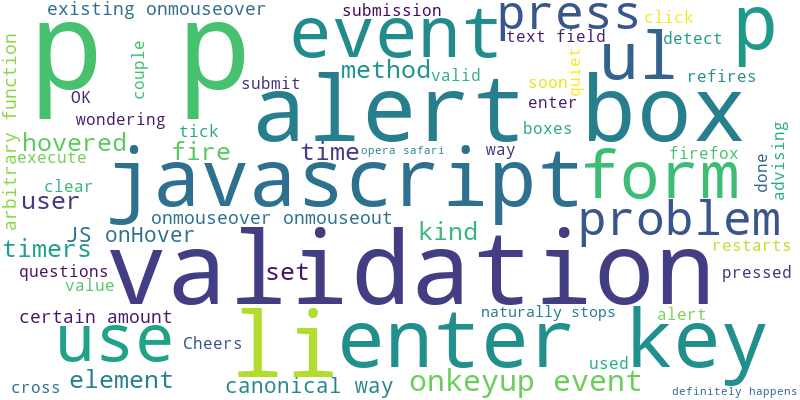 existing onmouseover
submission
press
click
p
p p
event
text field
detect
ul
couple
method
valid
quiet
soon
refires
arbitrary function
OK
submit
alert box
enter
wondering
tick
boxes
hovered
fire
time
opera safari
way
firefox
execute
javascript
form
done
advising
clear
user
onmouseover onmouseout
problem
JS onHover
kind
timers
restarts
validation
questions
set
pressed
value
certain amount
li
enter key
naturally stops
alert
use
Cheers
used
cross
element
canonical way
onkeyup event
definitely happens